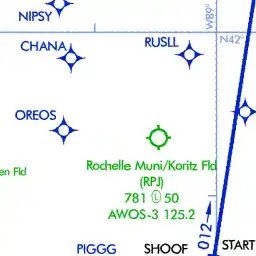 NIPSY
W89°
N42°
CHANA
RUSLL
OREOS
Rochelle Muni/Koritz Fld
(RPJ)
en Fld
781 Ⓛ 50
AWOS-3 125.2
012
PIGGG
SHOOF
START